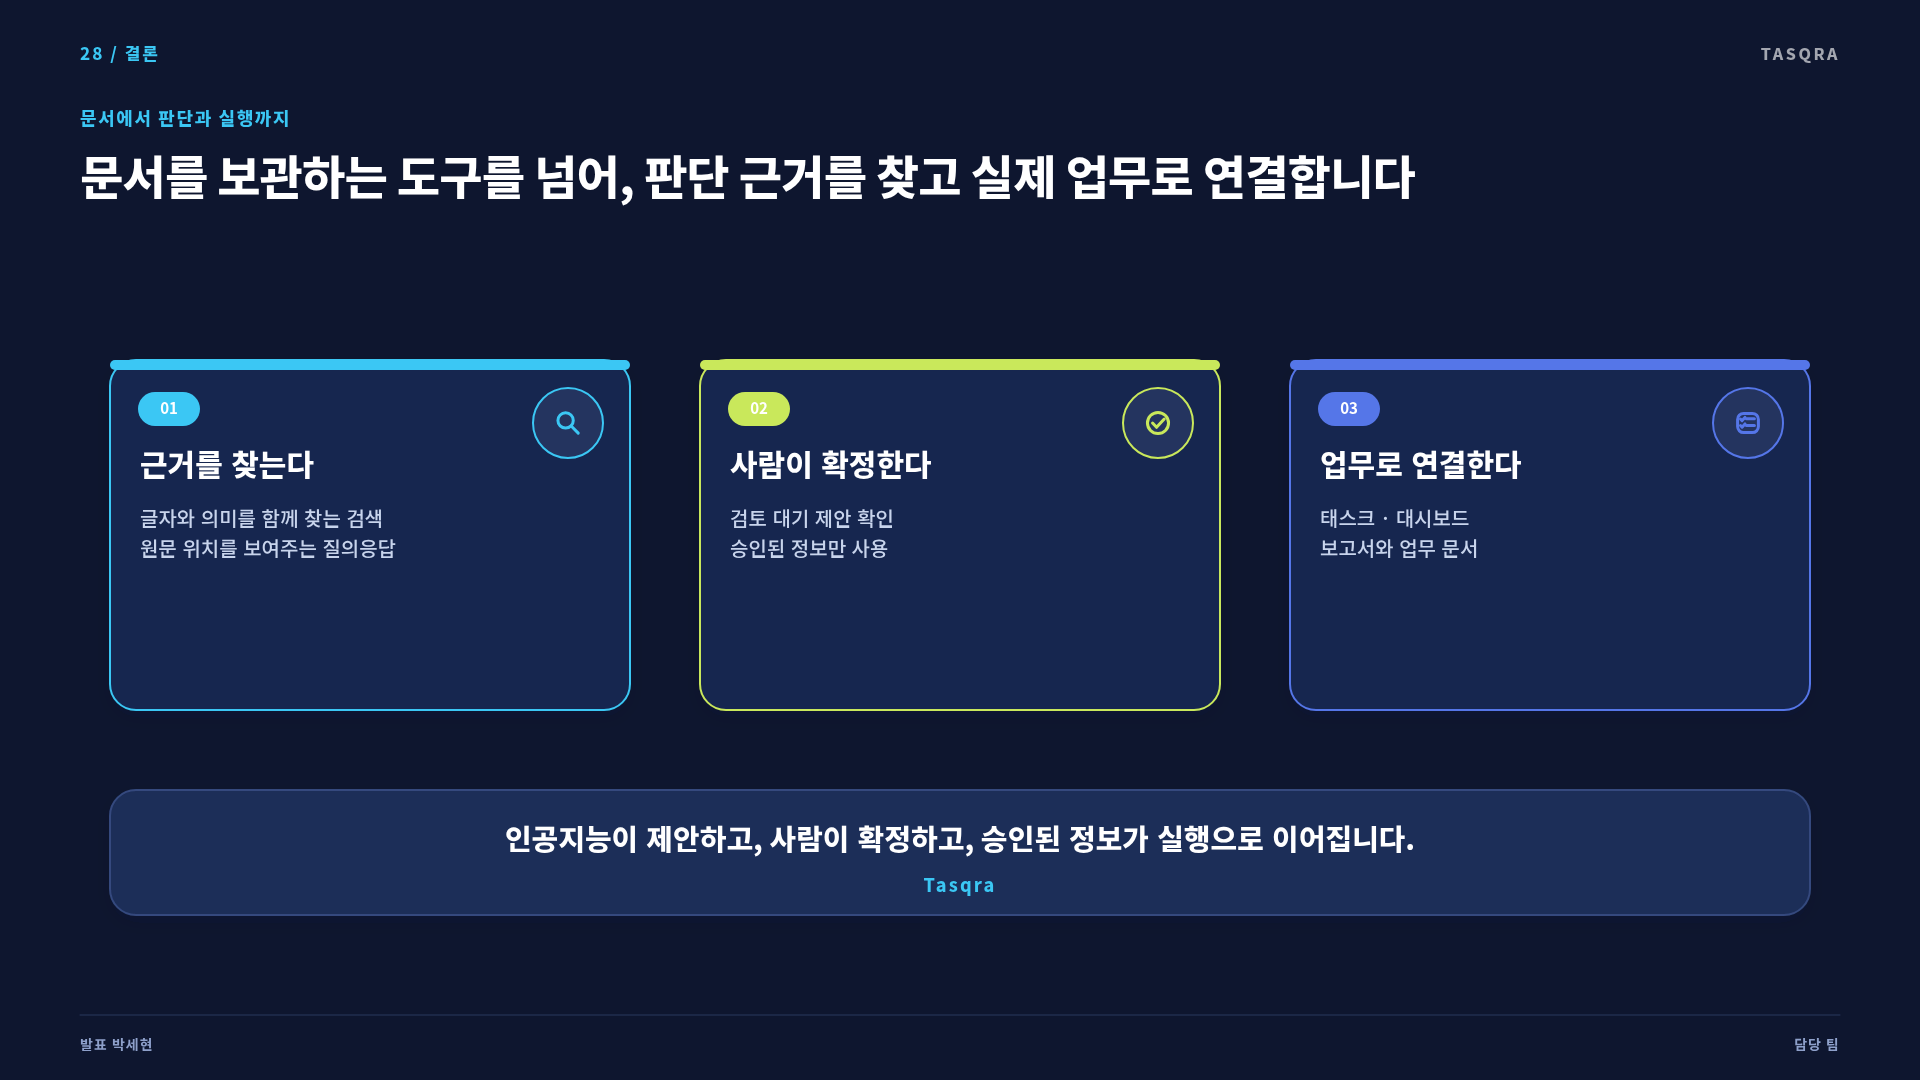 28 / 결론
TASQRA
문서에서 판단과 실행까지
문서를 보관하는 도구를 넘어, 판단 근거를 찾고 실제 업무로 연결합니다
01
근거를 찾는다
글자와 의미를 함께 찾는 검색
원문 위치를 보여주는 질의응답
02
사람이 확정한다
검토 대기 제안 확인
승인된 정보만 사용
03
업무로 연결한다
태스크 · 대시보드
보고서와 업무 문서
인공지능이 제안하고, 사람이 확정하고, 승인된 정보가 실행으로 이어집니다.
Tasqra
발표 박세현
담당 팀